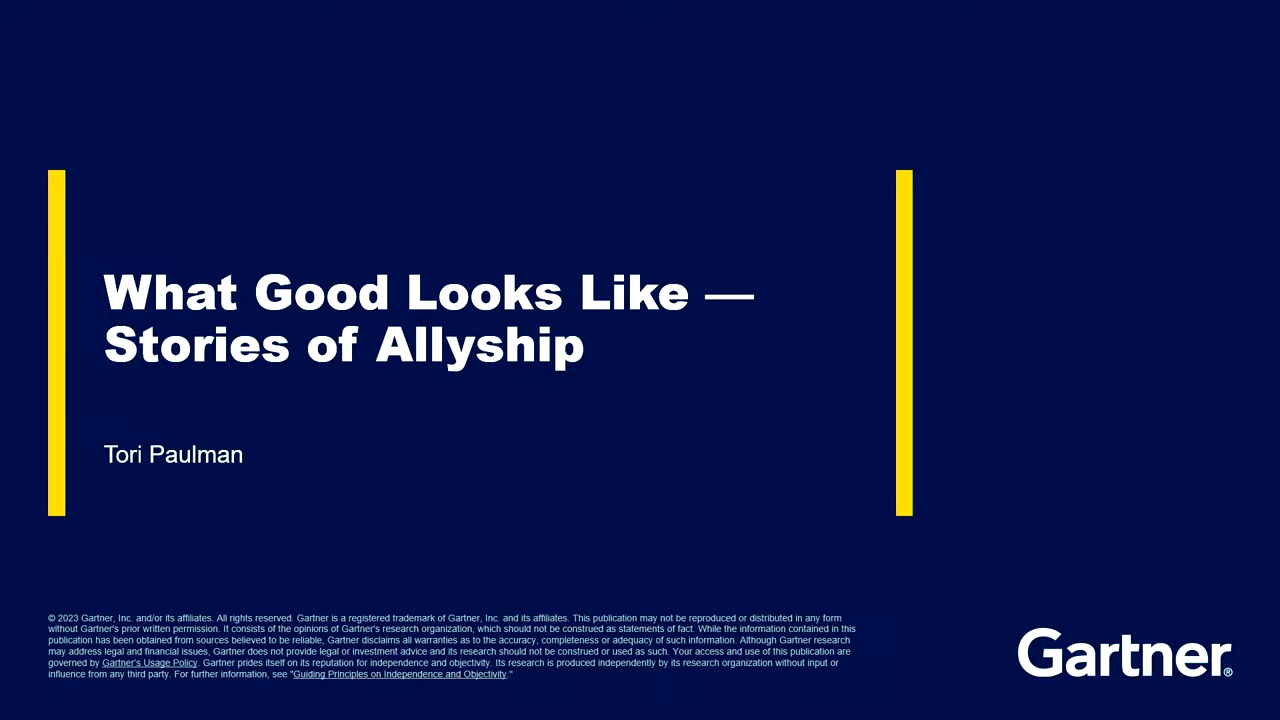 What Good Looks Like —
Stories of Allyship
Tori Paulman
© 2023 Gartner, Inc. and/or its affiliates. All rights reserved. Gartner is a registered trademark of Gartner, Inc. and its affiliates. This publication may not be reproduced or distributed in any form
without Gartner's prior written permission. It consists of the opinions of Gartner's research organization, which should not be construed as statements of fact. While the information contained in this
publication has been obtained from sources believed to be reliable, Gartner disclaims all warranties as to the accuracy, completeness or adequacy of such information. Although Gartner research
may address legal and financial issues, Gartner does not provide legal or investment advice and its research should not be construed or used as such. Your access and use of this publication are
governed by Gartner's Usage Policy. Gartner prides itself on its reputation for independence and objectivity. Its research is produced independently by its research organization without input or
influence from any third party. For further information, see "Guiding Principles on Independence and Objectivity."
Gartner®